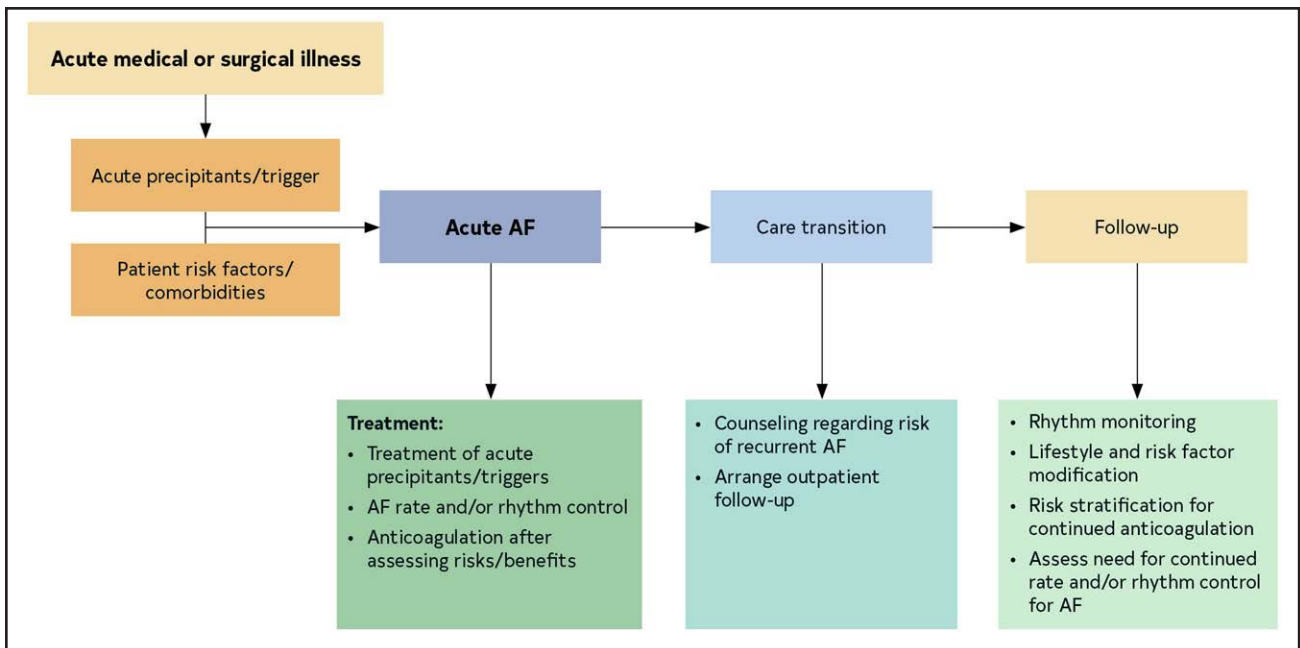 Acute medical or surgical illness
Acute precipitants/trigger
Patient risk factors/
comorbidities
Acute AF
Care transition
Follow-up
Treatment:
• Treatment of acute
precipitants/triggers
• AF rate and/or rhythm control
• Anticoagulation after
assessing risks/benefits
• Counseling regarding risk
of recurrent AF
• Arrange outpatient
follow-up
• Rhythm monitoring
• Lifestyle and risk factor
modification
• Risk stratification for
continued anticoagulation
• Assess need for continued
rate and/or rhythm control
for AF